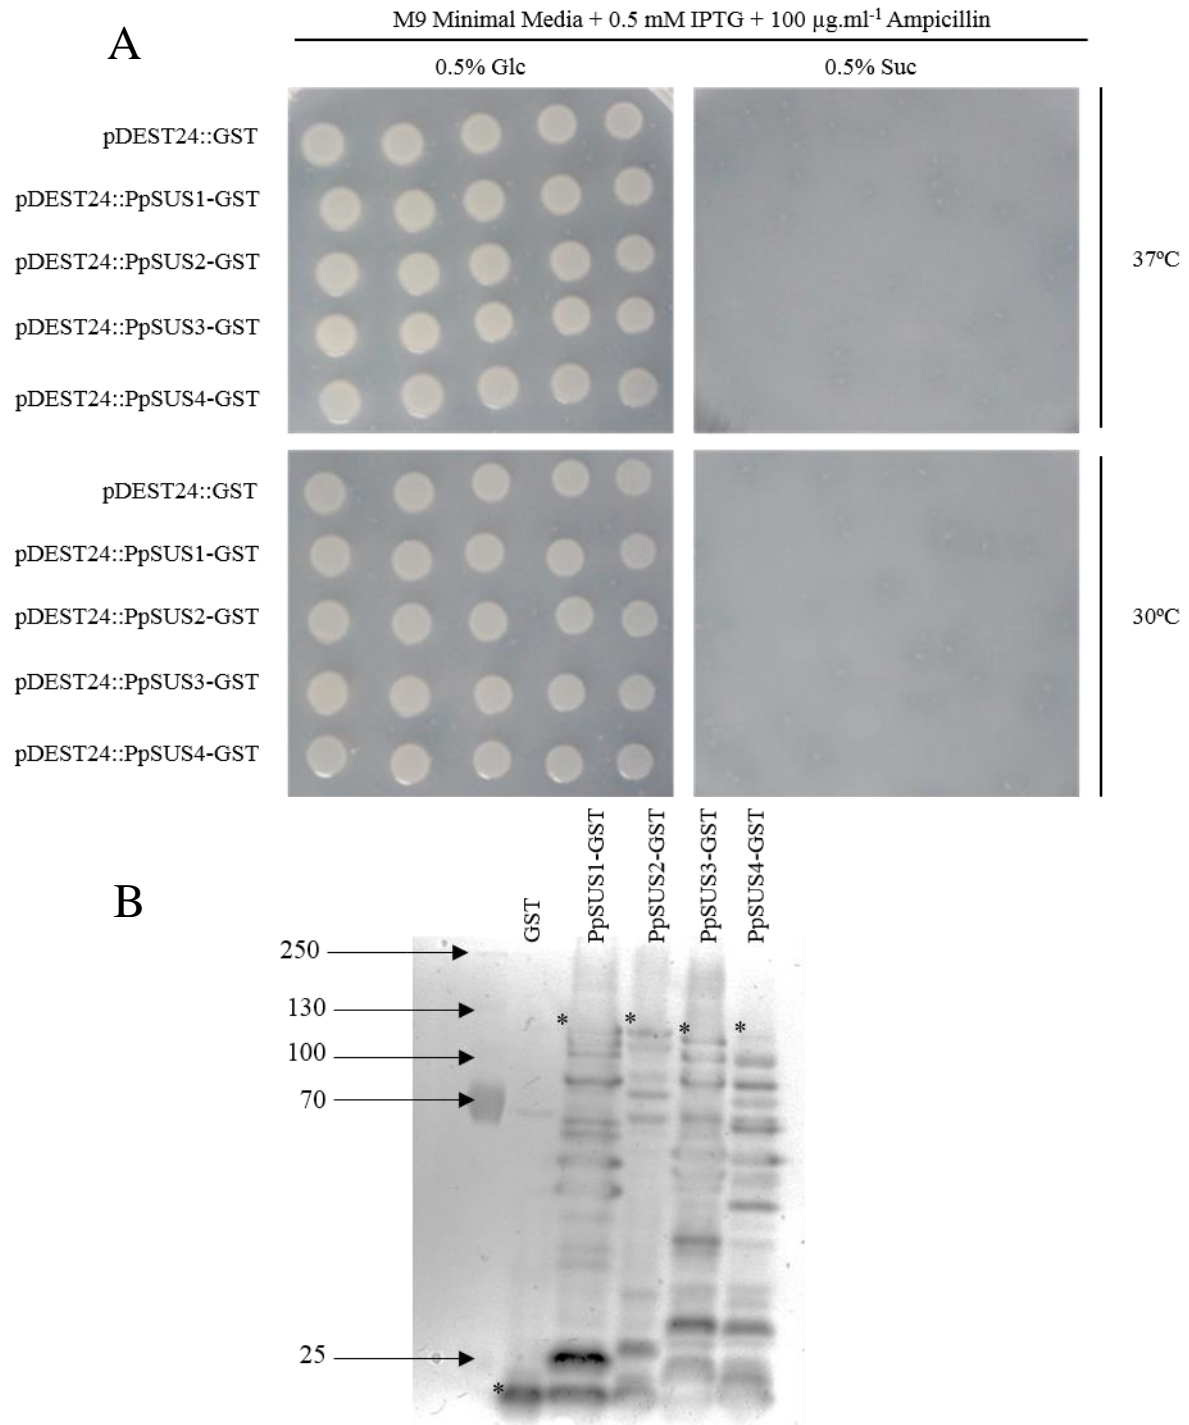 A
M9 Minimal Media + 0.5 mM IPTG + 100 µg.ml-1 Ampicillin
0.5% Glc
0.5% Suc
pDEST24::GST
pDEST24::PpSUS1-GST
pDEST24::PpSUS2-GST
pDEST24::PpSUS3-GST
pDEST24::PpSUS4-GST
37ºC
pDEST24::GST
pDEST24::PpSUS1-GST
pDEST24::PpSUS2-GST
pDEST24::PpSUS3-GST
pDEST24::PpSUS4-GST
30ºC
B
GST
PpSUS1-GST
PpSUS2-GST
PpSUS3-GST
PpSUS4-GST
250
130
* * * *
100
70
25
*